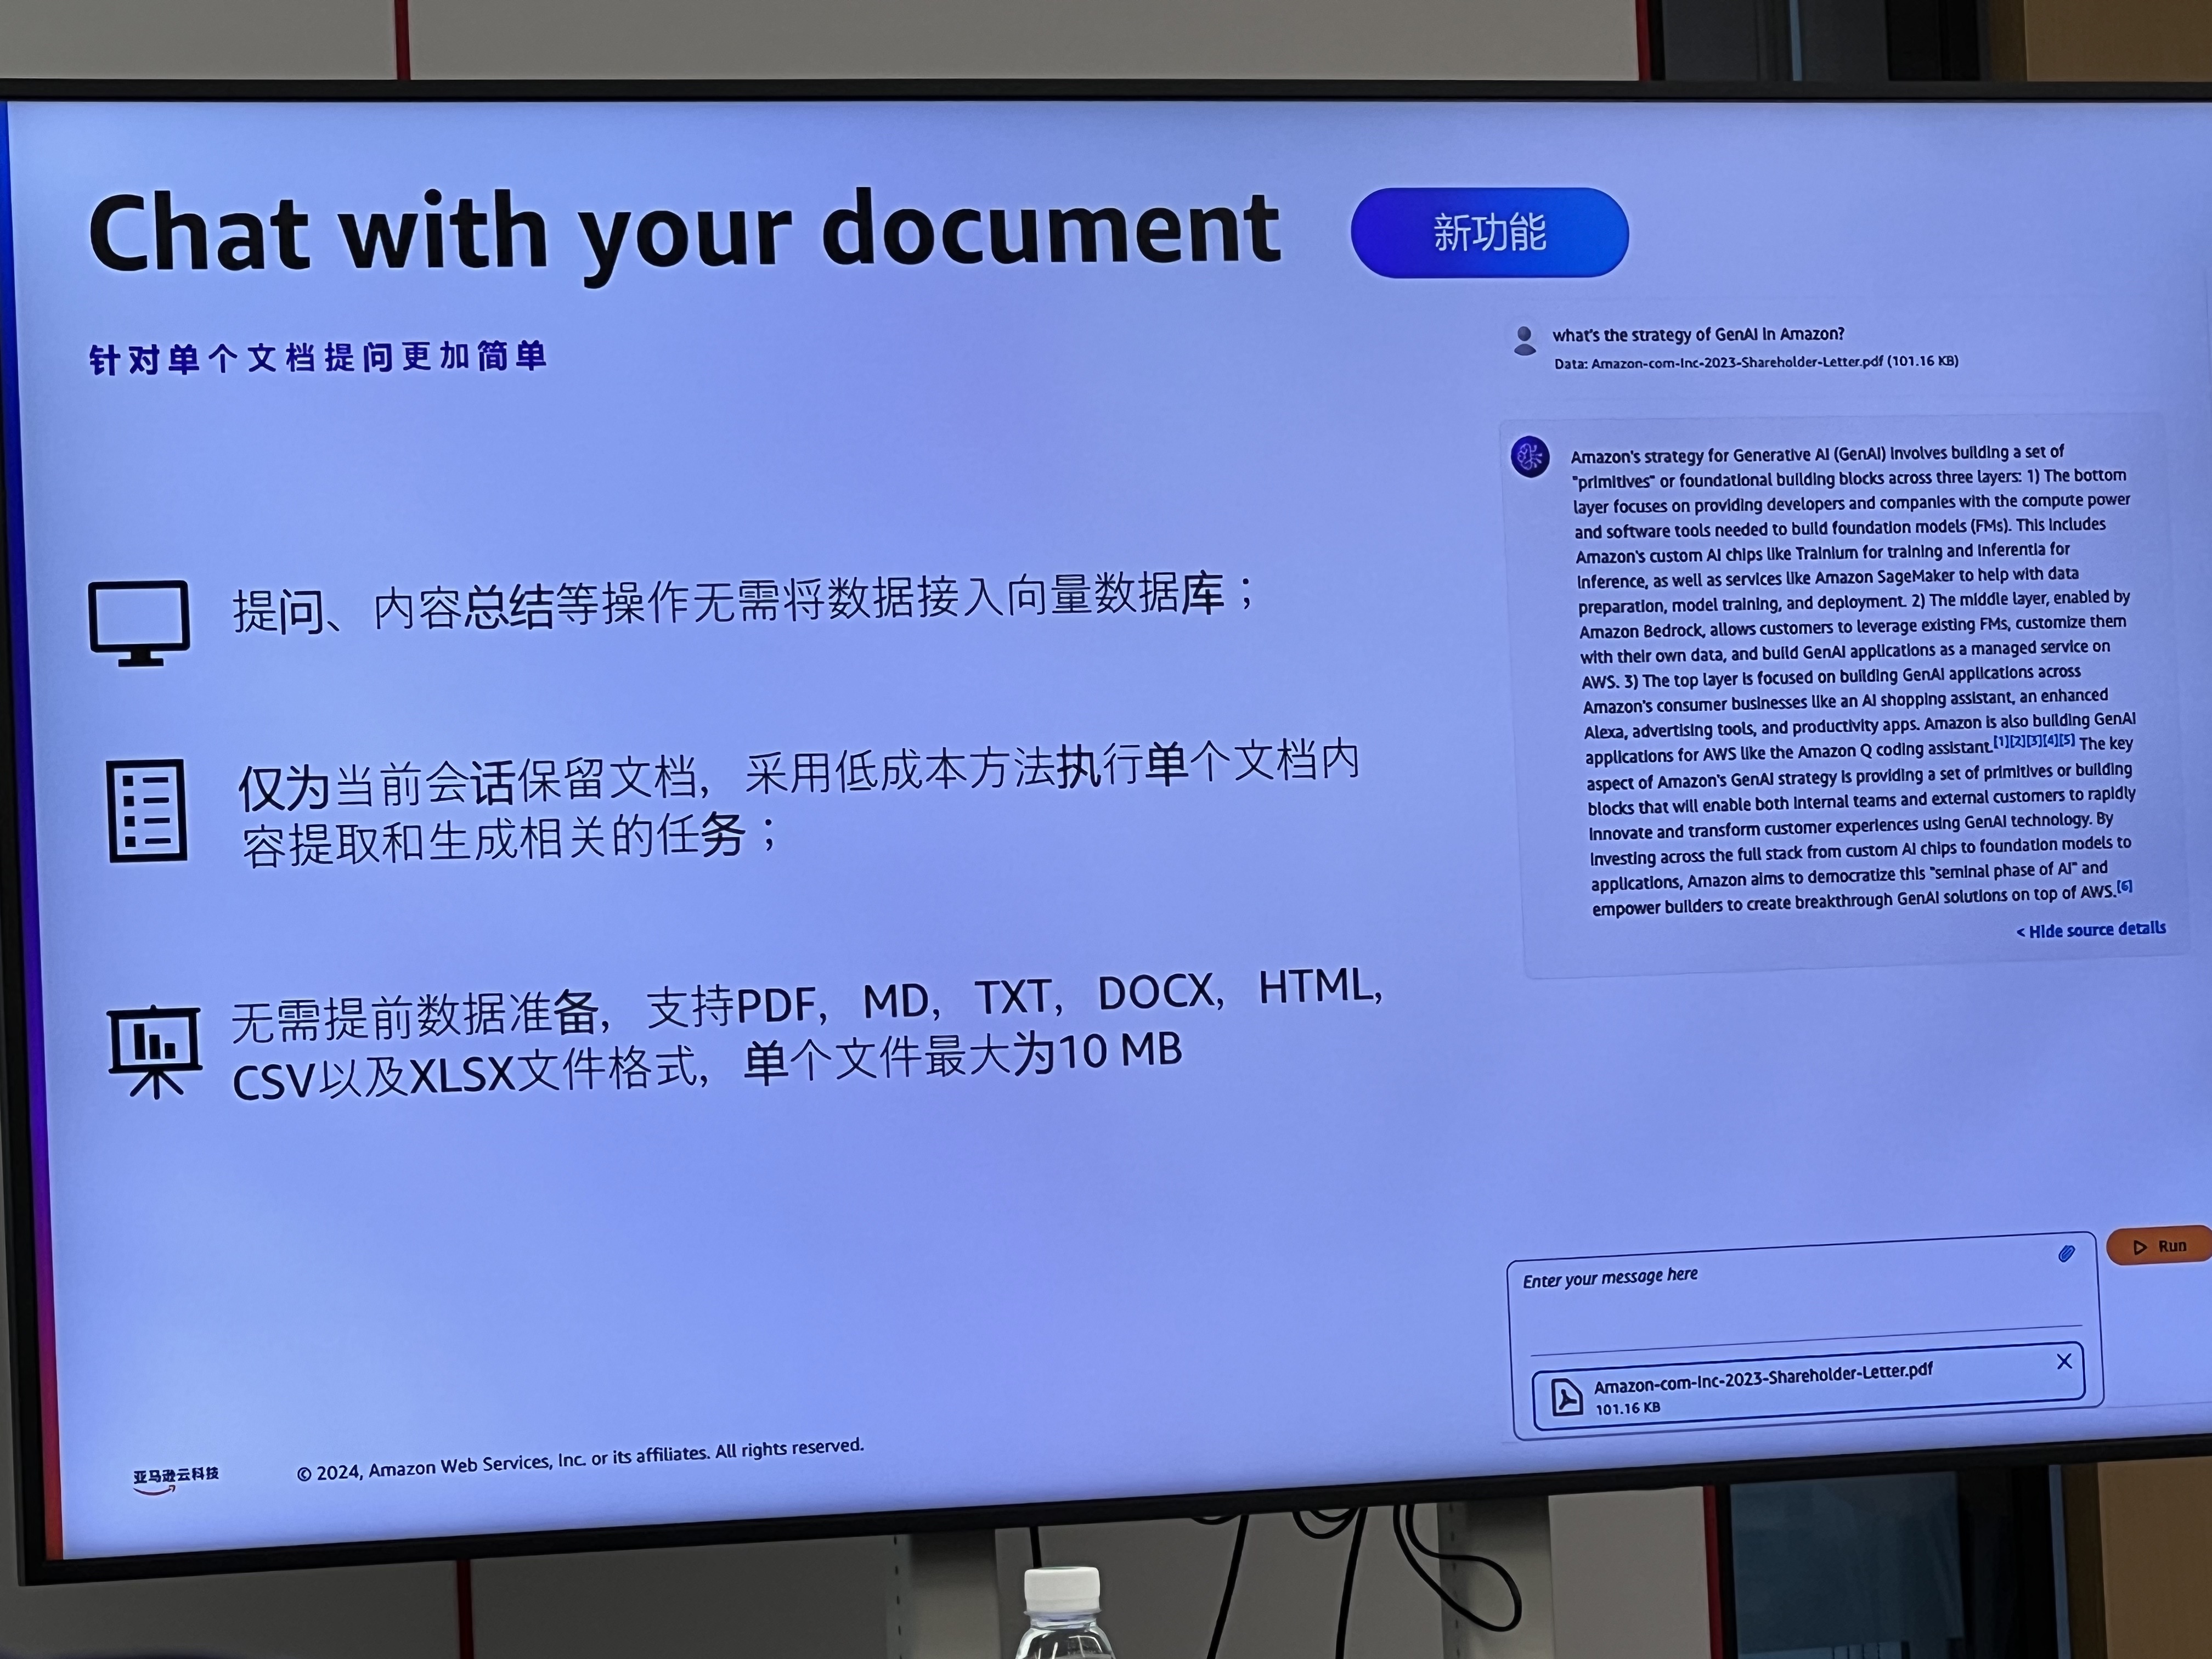 Chat with your document
新功能
针对单个文档提问更加简单
提问、内容总结等操作无需将数据接入向量数据库；
仅为当前会话保留文档，采用低成本方法执行单个文档内
容提取和生成相关的任务；
无需提前数据准备，支持PDF，MD，TXT，DOCX，HTML，
CSV以及XLSX文件格式，单个文件最大为10 MB
what's the strategy of GenAI in Amazon?
Data: Amazon-com-Inc-2023-Shareholder-Letter.pdf (101.16 KB)
Amazon's strategy for Generative AI (GenAI) involves building a set of
"primitives" or foundational building blocks across three layers: 1) The bottom
layer focuses on providing developers and companies with the compute power
and software tools needed to build foundation models (FMs). This includes
Amazon's custom AI chips like Trainium for training and Inferentia for
inference, as well as services like Amazon SageMaker to help with data
preparation, model training, and deployment. 2) The middle layer, enabled by
Amazon Bedrock, allows customers to leverage existing FMs, customize them
with their own data, and build GenAI applications as a managed service on
AWS. 3) The top layer is focused on building GenAI applications across
Amazon's consumer businesses like an AI shopping assistant, an enhanced
Alexa, advertising tools, and productivity apps. Amazon is also building GenAI
applications for AWS like the Amazon Q coding assistant.[1][2][3][4][5] The key
aspect of Amazon's GenAI strategy is providing a set of primitives or building
blocks that will enable both internal teams and external customers to rapidly
innovate and transform customer experiences using GenAI technology. By
investing across the full stack from custom AI chips to foundation models to
applications, Amazon aims to democratize this "seminal phase of AI" and
empower builders to create breakthrough GenAI solutions on top of AWS.[6]
< Hide source details
Enter your message here
Run
Amazon-com-Inc-2023-Shareholder-Letter.pdf
101.16 KB
亚马逊云科技
© 2024, Amazon Web Services, Inc. or its affiliates. All rights reserved.